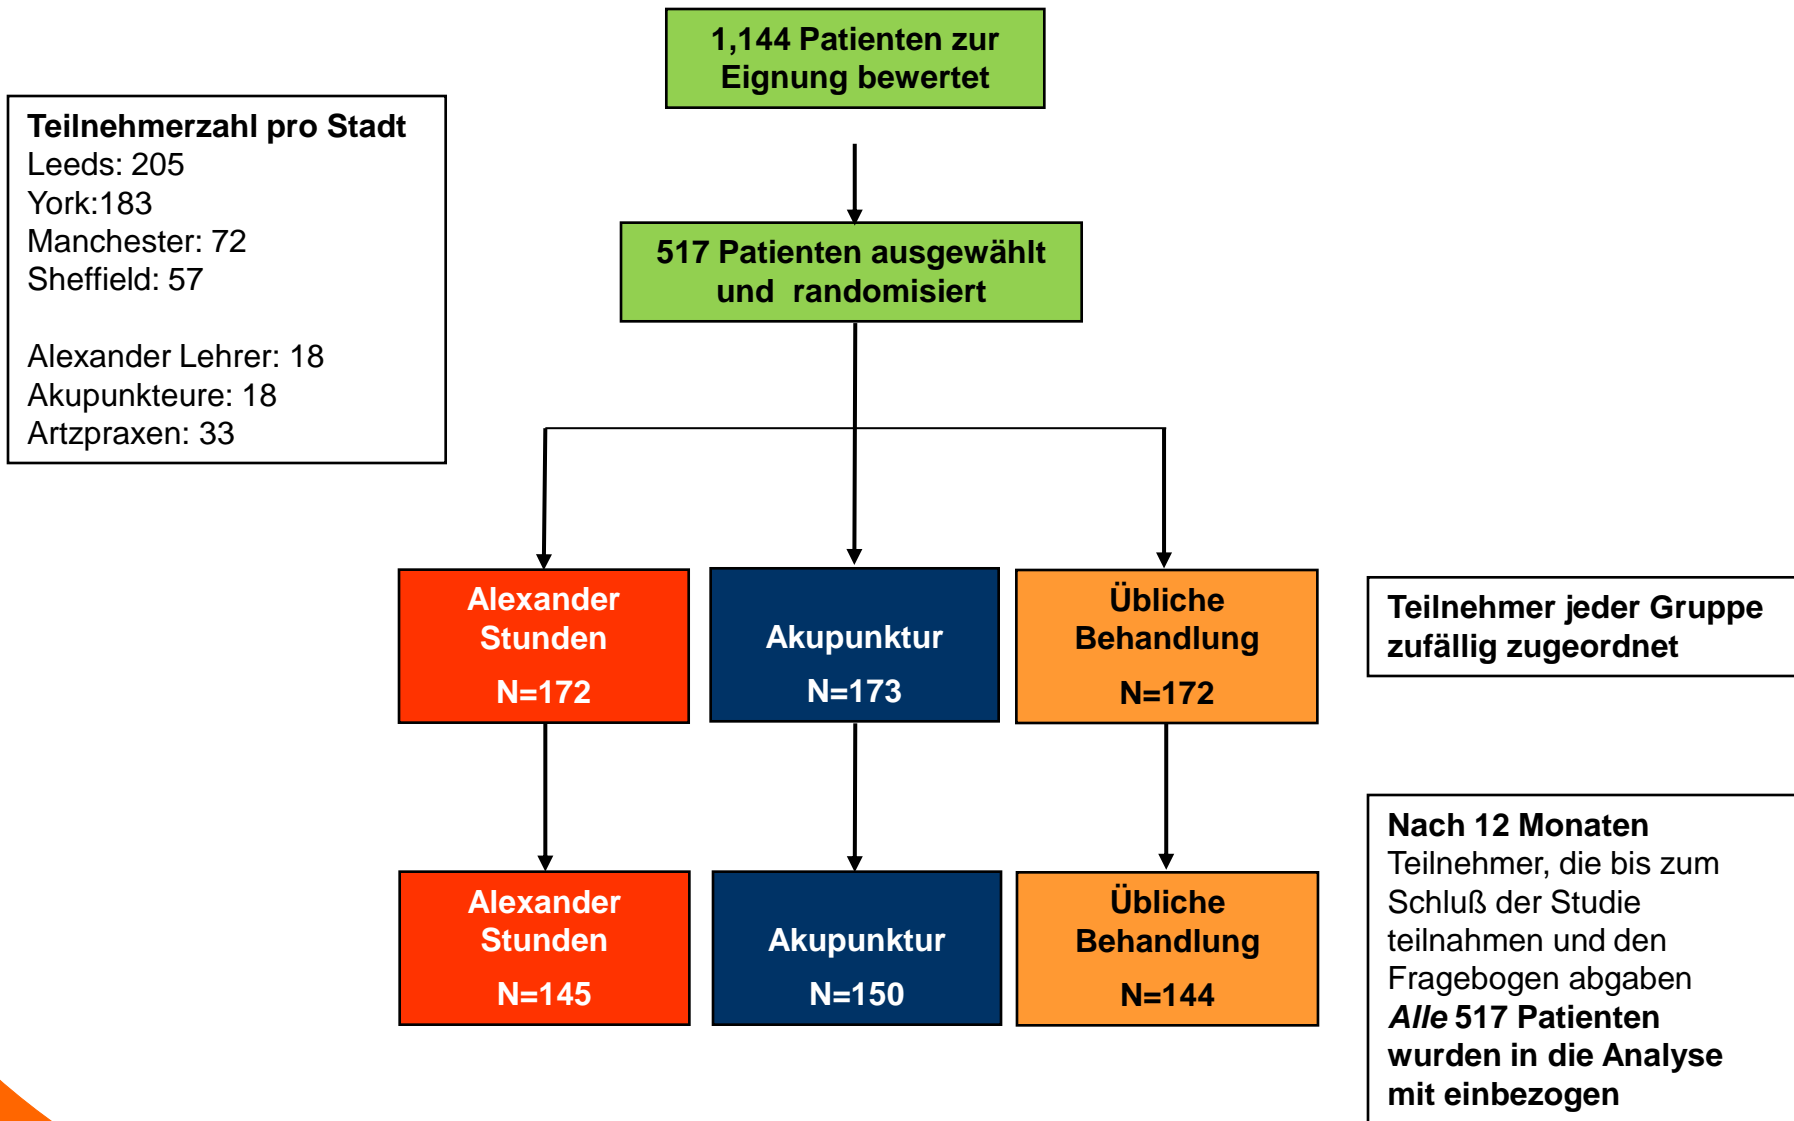 1,144 Patienten zur
Eignung bewertet
Teilnehmerzahl pro Stadt
Leeds: 205
York:183
Manchester: 72
Sheffield: 57
Alexander Lehrer: 18
Akupunkteure: 18
Artzpraxen: 33
517 Patienten ausgewählt
und randomisiert
Alexander
Stunden
N=172
Akupunktur
N=173
Übliche
Behandlung
N=172
Teilnehmer jeder Gruppe
zufällig zugeordnet
Alexander
Stunden
N=145
Akupunktur
N=150
Übliche
Behandlung
N=144
Nach 12 Monaten
Teilnehmer, die bis zum
Schluß der Studie
teilnahmen und den
Fragebogen abgaben
Alle 517 Patienten
wurden in die Analyse
mit einbezogen